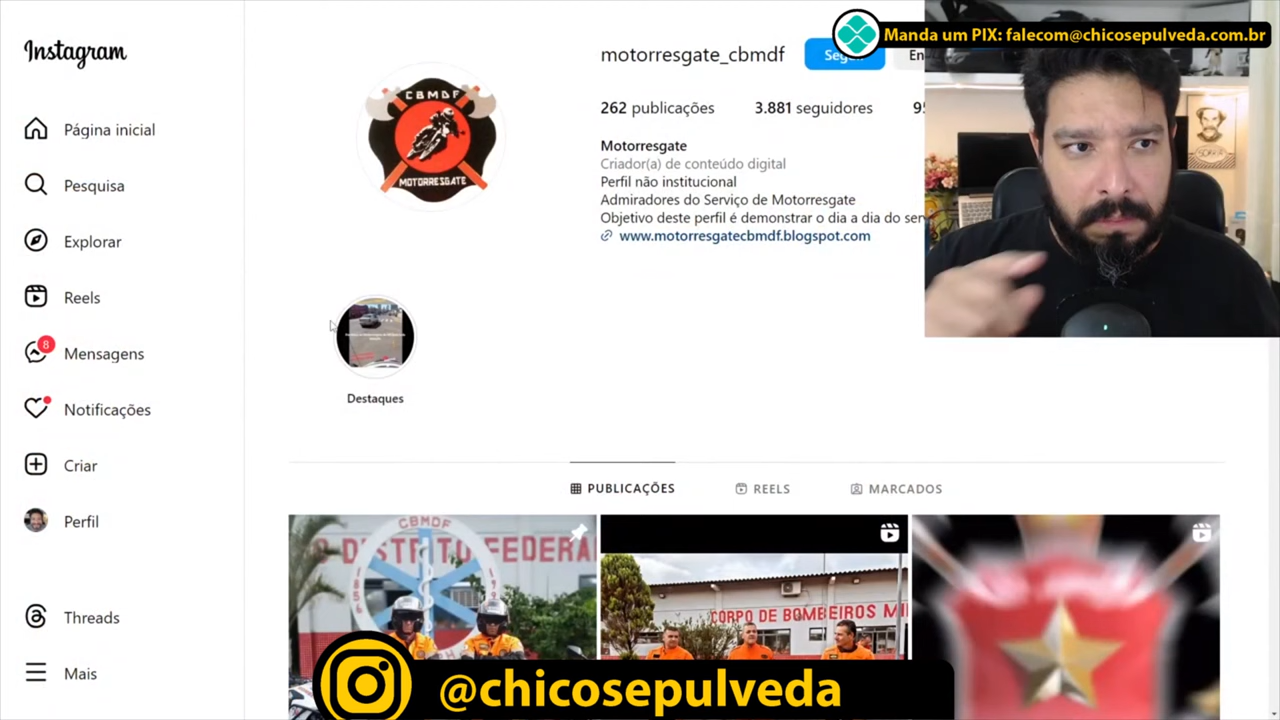 Instagram
Página inicial
Pesquisa
Explorar
Reels
8
Mensagens
Notificações
Criar
Perfil
Threads
Mais
motorresgate_cbmdf
262 publicações 3.881 seguidores
Motorresgate
Criador(a) de conteúdo digital
Perfil não institucional
Admiradores do Serviço de Motorresgate
Objetivo deste perfil é demonstrar o dia a dia do
www.motorresgatecbmdf.blogspot.com
CBMDF
MOTORRESGATE
Destaques
PUBLICAÇÕES REELS MARCADOS
CBMDF
DISTRITO FEDERA
CORPO DE BOMBEIROS MI
Manda um PIX: falecom@chicosepulveda.com.br
@chicosepulveda